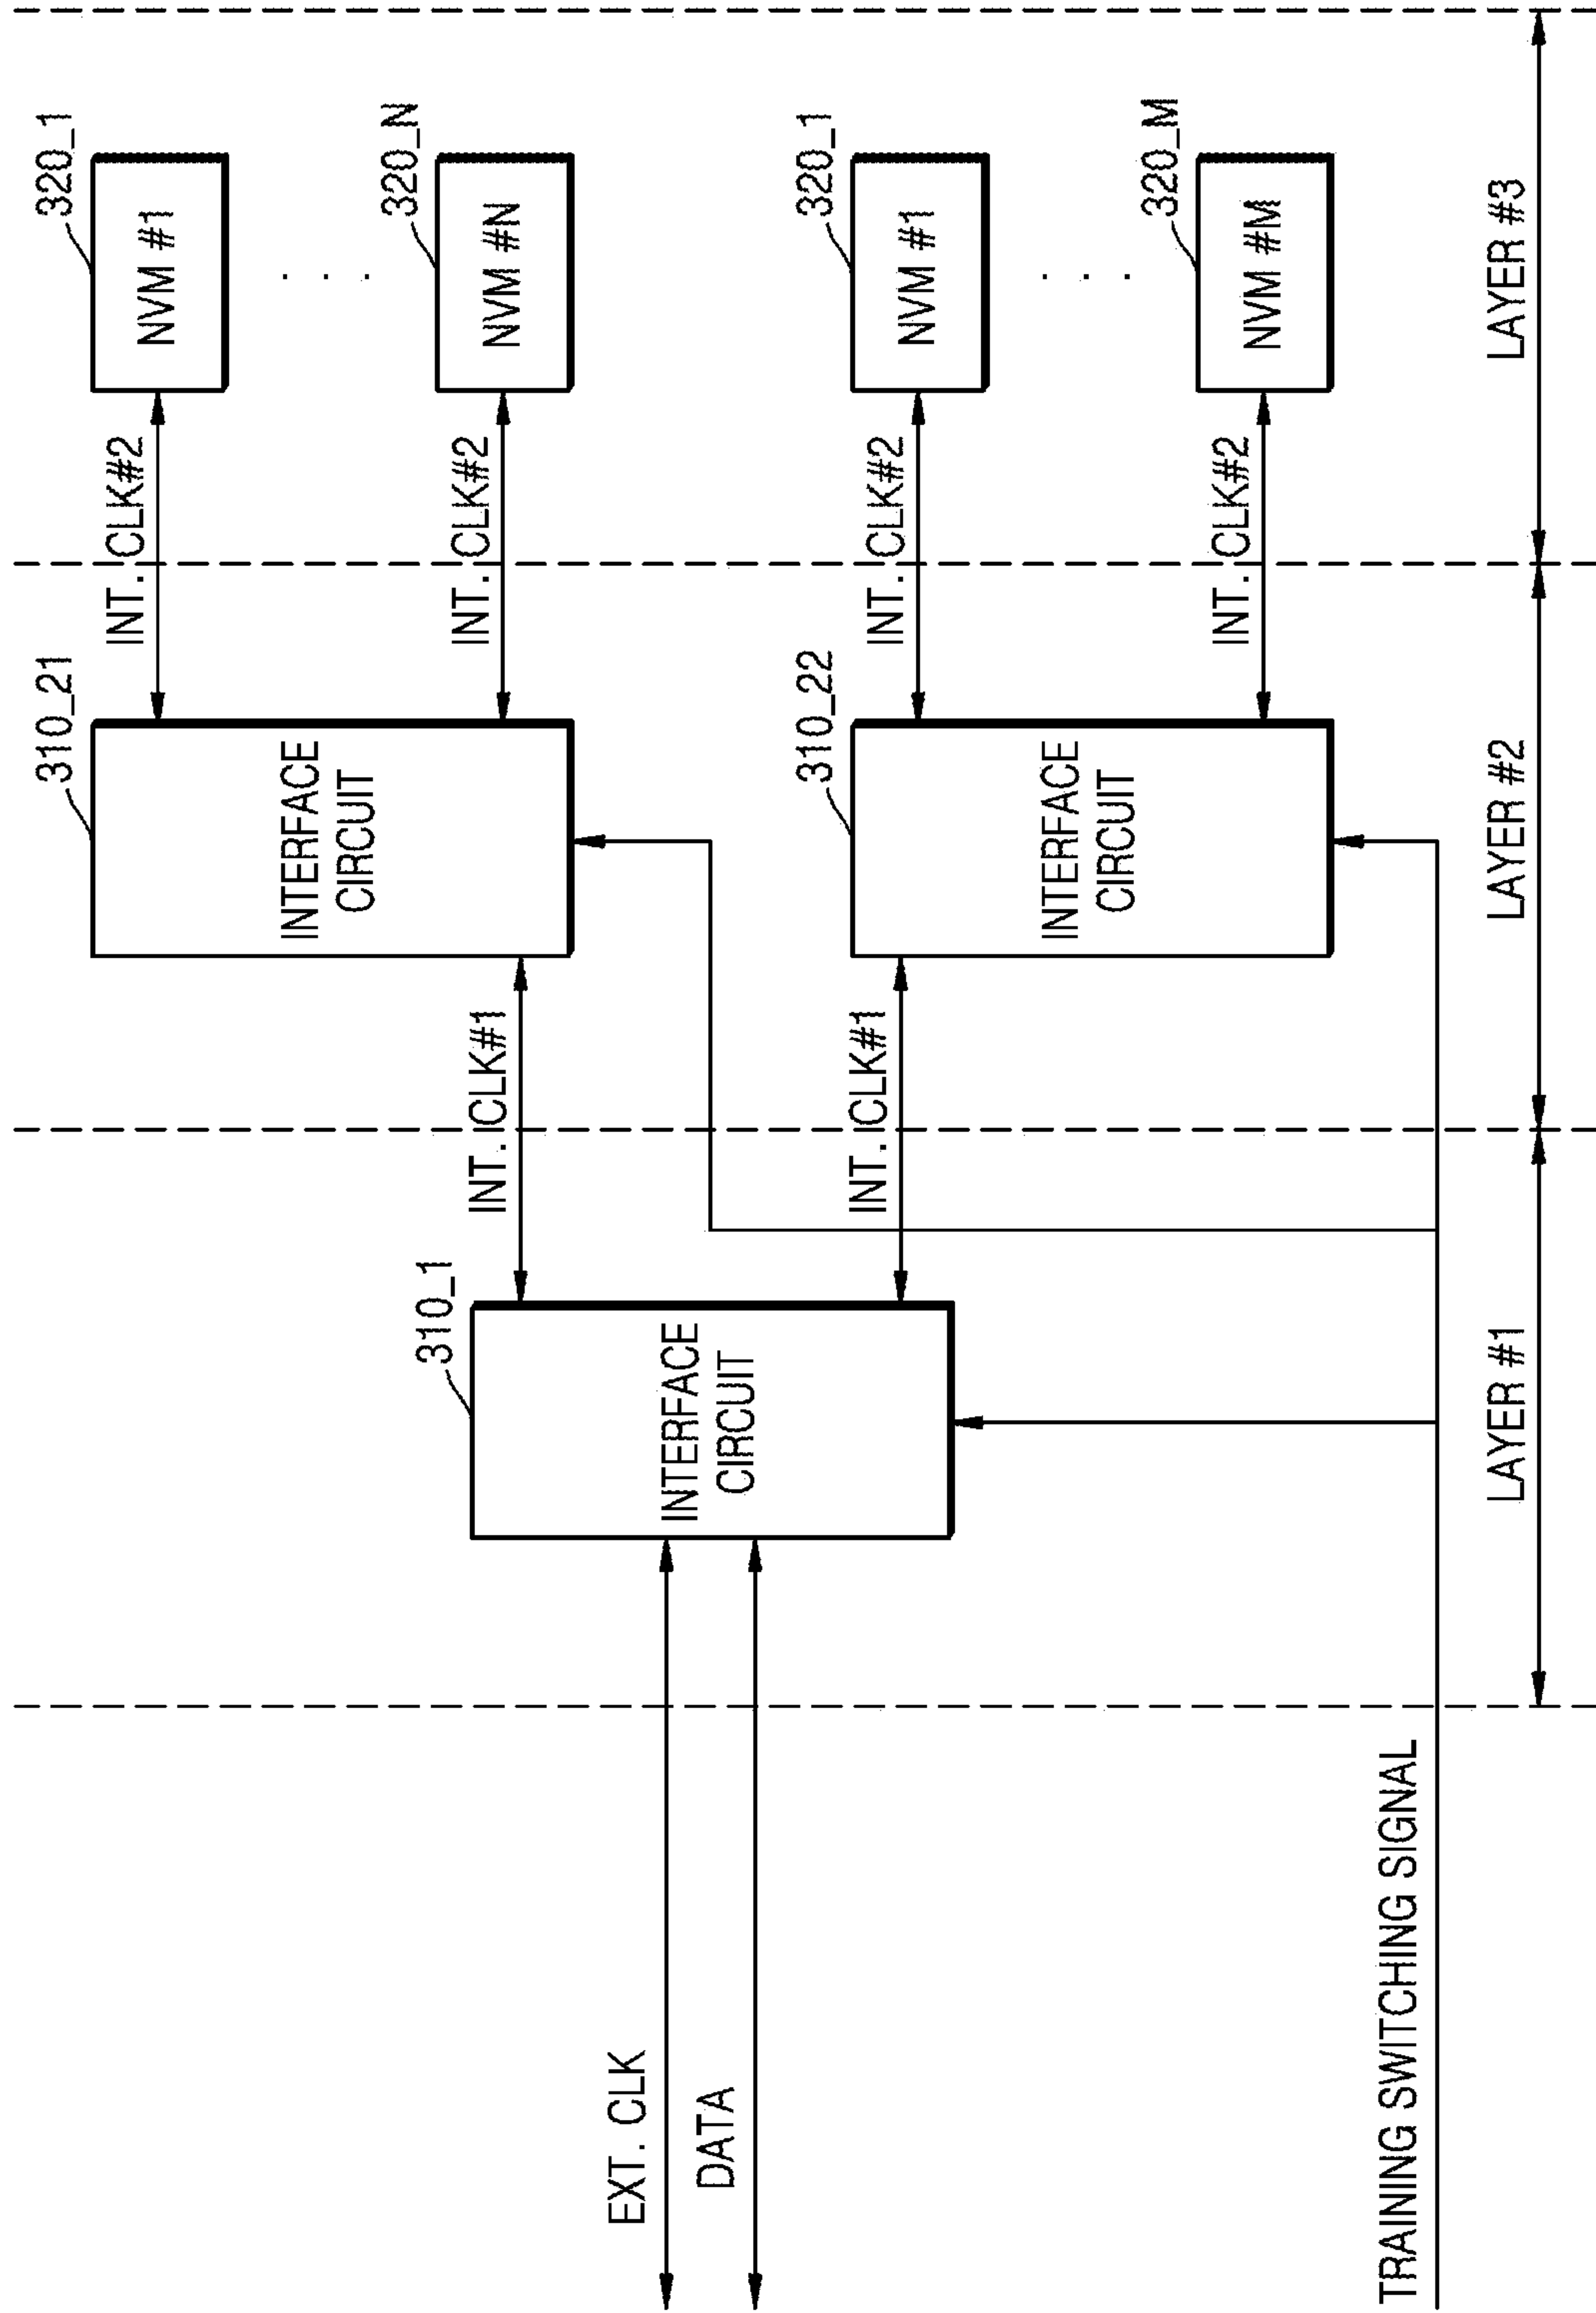 310_21
320_1
INT. CLK#2
NVM #1
INTERFACE
CIRCUIT
. . .
310_1
320_N
INT. CLK#1
INT. CLK#2
NVM #N
EXT. CLK
DATA
INTERFACE
CIRCUIT
310_22
320_1
INT. CLK#1
INT. CLK#2
NVM #1
INTERFACE
CIRCUIT
. . .
320_M
INT. CLK#2
NVM #M
TRAINING SWITCHING SIGNAL
LAYER #1
LAYER #2
LAYER #3